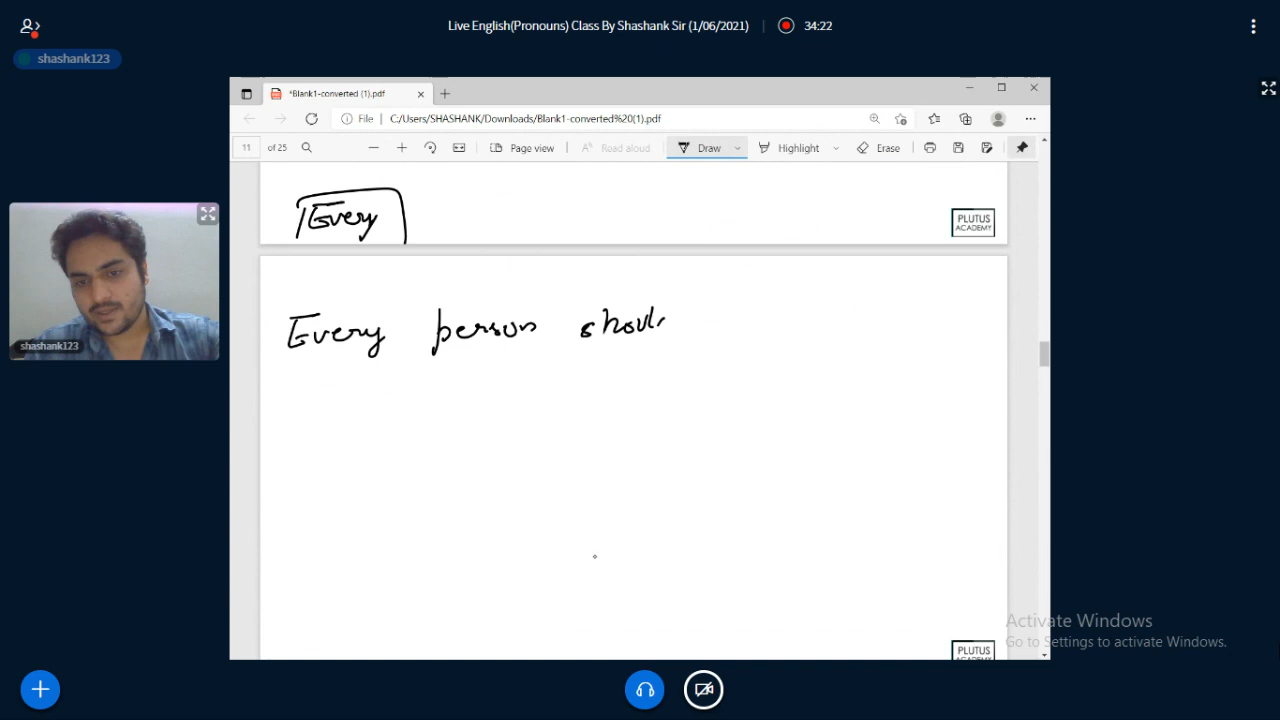 Live English(Pronouns) Class By Shashank Sir (1/06/2021)
34:22
shashank123
*Blank1-converted (1).pdf
File
C:/Users/SHASHANK/Downloads/Blank1-converted%20(1).pdf
11 of 25
Page view
Read aloud
Draw
Highlight
Erase
Every
PLUTUS
ACADEMY
Every person shoul
shashank123
Activate Windows
Go to Settings to activate Windows.
PLUTUS
ACADEMY